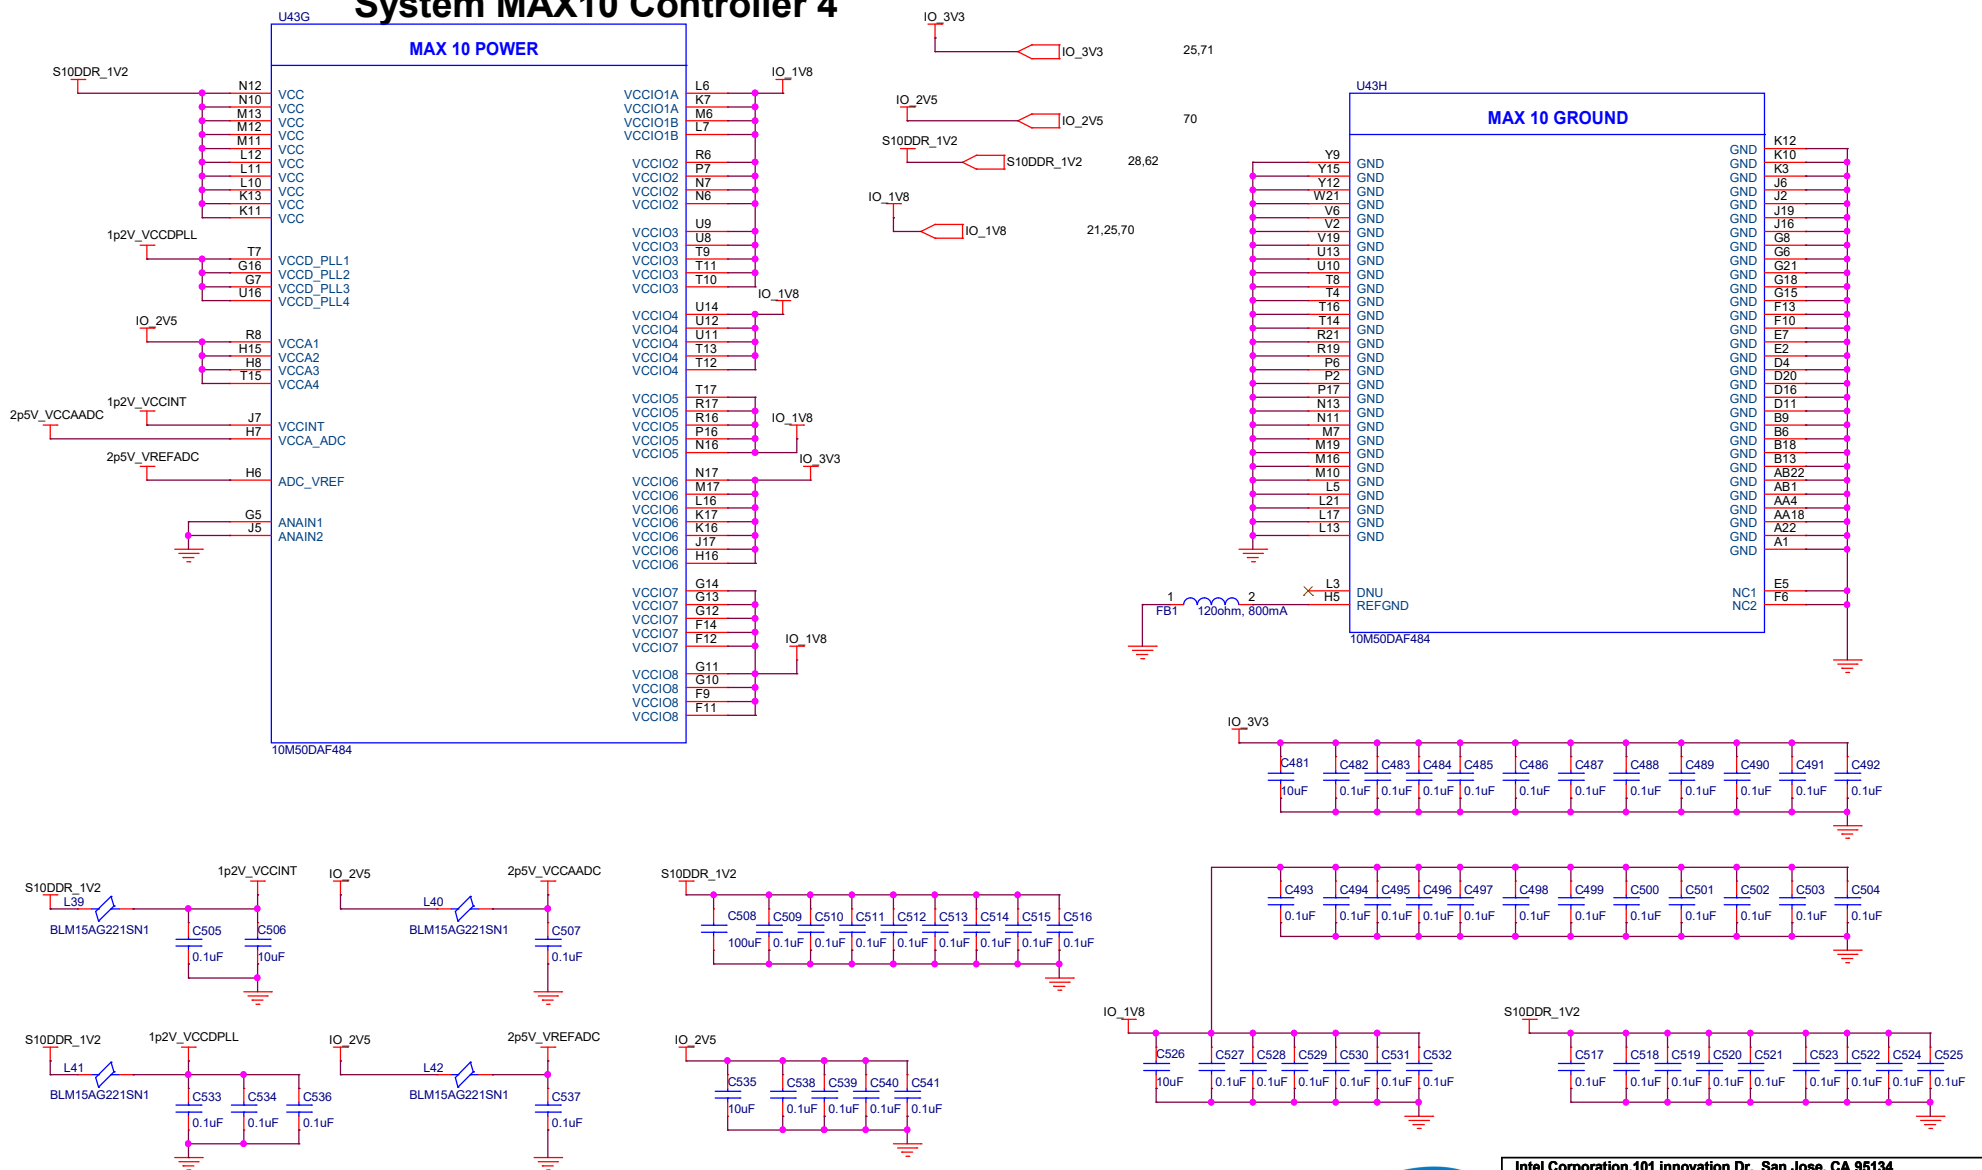 System MAX10 Controller 4
U43G
MAX 10 POWER
S10DDR_1V2
N12 VCC
N10 VCC
M13 VCC
M12 VCC
M11 VCC
L12 VCC
L11 VCC
L10 VCC
K13 VCC
K11 VCC
1p2V_VCCDPLL
T7 VCCD_PLL1
G16 VCCD_PLL2
G7 VCCD_PLL3
U16 VCCD_PLL4
IO_2V5
R8 VCCA1
H15 VCCA2
H8 VCCA3
T15 VCCA4
1p2V_VCCINT
2p5V_VCCAADC
J7 VCCINT
H7 VCCA_ADC
2p5V_VREFADC
H6 ADC_VREF
G5 ANAIN1
J5 ANAIN2
IO_1V8
VCCIO1A L6
VCCIO1A K7
VCCIO1B M6
VCCIO1B L7
VCCIO2 R6
VCCIO2 P7
VCCIO2 N7
VCCIO2 N6
VCCIO3 U9
VCCIO3 U8
VCCIO3 T9
VCCIO3 T11
VCCIO3 T10
IO_1V8
VCCIO4 U14
VCCIO4 U12
VCCIO4 U11
VCCIO4 T13
VCCIO4 T12
VCCIO5 T17
VCCIO5 R17
VCCIO5 R16
VCCIO5 P16
VCCIO5 N16
IO_1V8
IO_3V3
VCCIO6 N17
VCCIO6 M17
VCCIO6 L16
VCCIO6 K17
VCCIO6 K16
VCCIO6 J17
VCCIO6 H16
VCCIO7 G14
VCCIO7 G13
VCCIO7 G12
VCCIO7 F14
VCCIO7 F12
IO_1V8
VCCIO8 G11
VCCIO8 G10
VCCIO8 F9
VCCIO8 F11
10M50DAF484
IO_3V3
IO_3V3 25,71
IO_2V5
IO_2V5 70
S10DDR_1V2
S10DDR_1V2 28,62
IO_1V8
IO_1V8 21,25,70
U43H
MAX 10 GROUND
Y9 GND
Y15 GND
Y12 GND
W21 GND
V6 GND
V2 GND
V19 GND
U13 GND
U10 GND
T8 GND
T4 GND
T16 GND
T14 GND
R21 GND
R19 GND
P6 GND
P2 GND
P17 GND
N13 GND
N11 GND
M7 GND
M19 GND
M16 GND
M10 GND
L5 GND
L21 GND
L17 GND
L13 GND
L3 DNU
H5 REFGND
1 2
FB1 120ohm, 800mA
GND K12
GND K10
GND K3
GND J6
GND J2
GND J19
GND J16
GND G8
GND G6
GND G21
GND G18
GND G15
GND F13
GND F10
GND E7
GND E2
GND D4
GND D20
GND D16
GND D11
GND B9
GND B6
GND B18
GND B13
GND AB22
GND AB1
GND AA4
GND AA18
GND A22
GND A1
NC1 E5
NC2 F6
10M50DAF484
IO_3V3
C481 C482 C483 C484 C485 C486 C487 C488 C489 C490 C491 C492
10uF 0.1uF 0.1uF 0.1uF 0.1uF 0.1uF 0.1uF 0.1uF 0.1uF 0.1uF 0.1uF 0.1uF
C493 C494 C495 C496 C497 C498 C499 C500 C501 C502 C503 C504
0.1uF 0.1uF 0.1uF 0.1uF 0.1uF 0.1uF 0.1uF 0.1uF 0.1uF 0.1uF 0.1uF 0.1uF
S10DDR_1V2 1p2V_VCCINT
L39
BLM15AG221SN1
C505 C506
0.1uF 10uF
IO_2V5 2p5V_VCCAADC
L40
BLM15AG221SN1
C507
0.1uF
S10DDR_1V2
C508 C509 C510 C511 C512 C513 C514 C515 C516
100uF 0.1uF 0.1uF 0.1uF 0.1uF 0.1uF 0.1uF 0.1uF 0.1uF
S10DDR_1V2 1p2V_VCCDPLL
L41
BLM15AG221SN1
C533 C534 C536
0.1uF 0.1uF 0.1uF
IO_2V5 2p5V_VREFADC
L42
BLM15AG221SN1
C537
0.1uF
IO_2V5
C535 C538 C539 C540 C541
10uF 0.1uF 0.1uF 0.1uF 0.1uF
IO_1V8
C526 C527 C528 C529 C530 C531 C532
10uF 0.1uF 0.1uF 0.1uF 0.1uF 0.1uF 0.1uF
S10DDR_1V2
C517 C518 C519 C520 C521 C523 C522 C524 C525
0.1uF 0.1uF 0.1uF 0.1uF 0.1uF 0.1uF 0.1uF 0.1uF 0.1uF
Intel Corporation,101 innovation Dr, San Jose, CA 95134